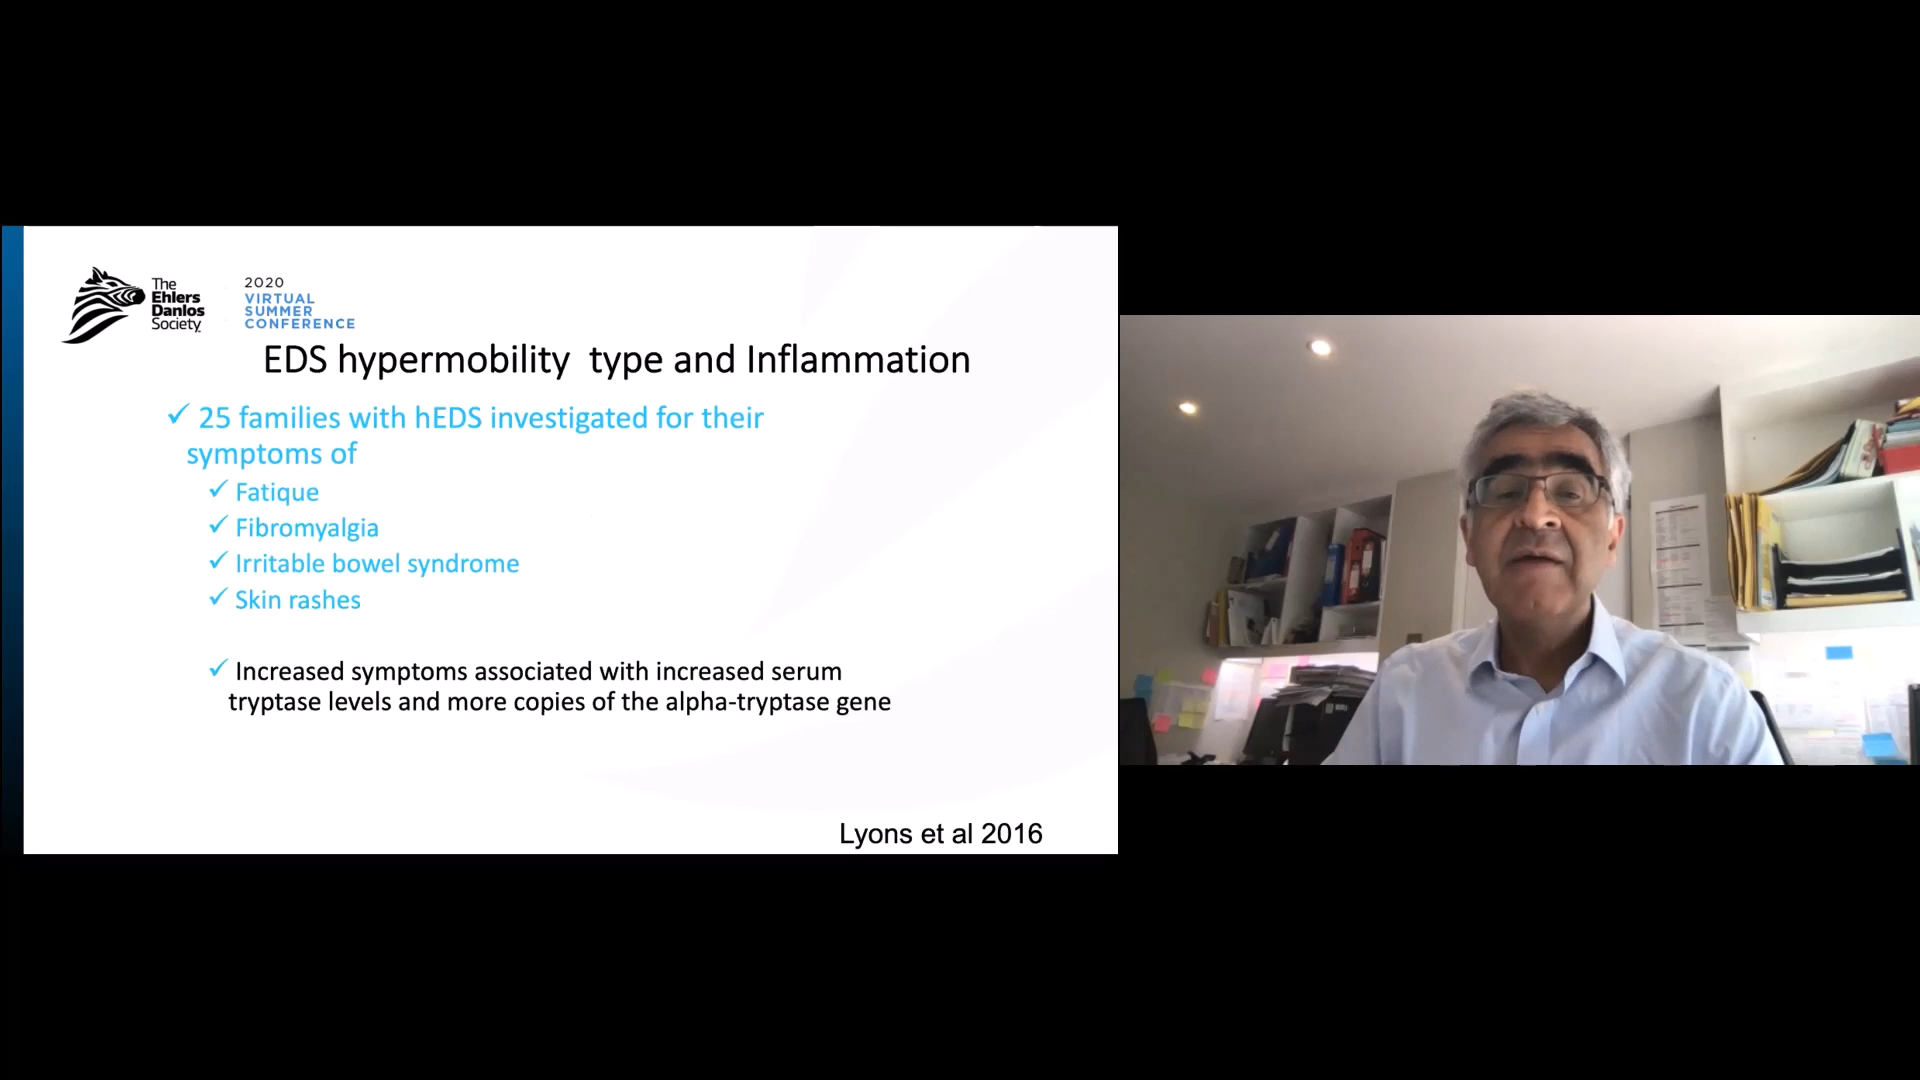 The
Ehlers
Danlos
Society
2020
VIRTUAL
SUMMER
CONFERENCE
EDS hypermobility type and Inflammation
✓ 25 families with hEDS investigated for their
symptoms of
✓ Fatique
✓ Fibromyalgia
✓ Irritable bowel syndrome
✓ Skin rashes
✓ Increased symptoms associated with increased serum
tryptase levels and more copies of the alpha-tryptase gene
Lyons et al 2016